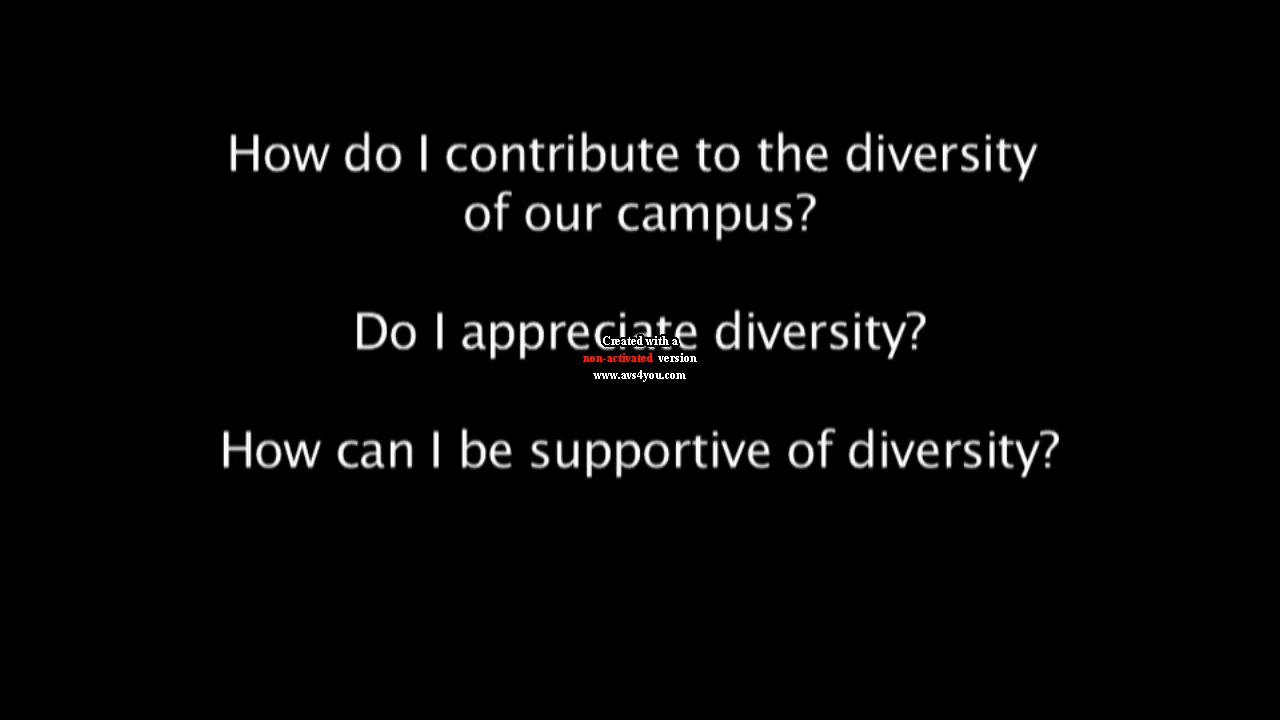 How do I contribute to the diversity
of our campus?
Do I appreciate diversity?
Created with a
non-activated version
www.avs4you.com
How can I be supportive of diversity?